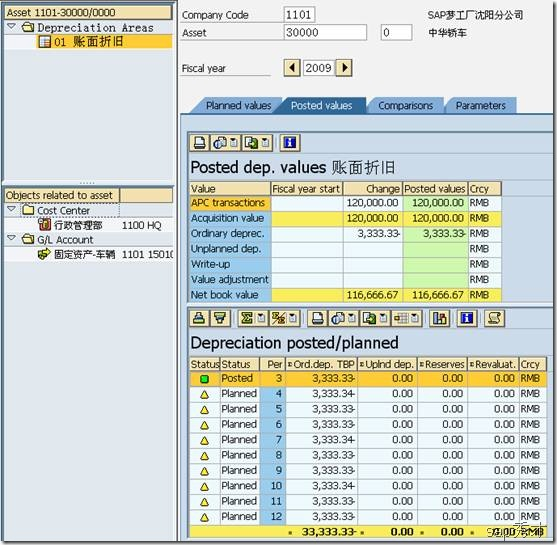 Asset 1101-30000/0000
Depreciation Areas
01 账面折旧
Objects related to asset
Cost Center
行政管理部 1100 HQ
G/L Account
固定资产-车辆 1101 15010
Company Code 1101 SAP梦工厂沈阳分公司
Asset 30000 0 中华轿车
Fiscal year 2009
Planned values Posted values Comparisons Parameters
Posted dep. values 账面折旧
Value Fiscal year start Change Posted values Crcy
APC transactions 120,000.00 120,000.00 RMB
Acquisition value 120,000.00 120,000.00 RMB
Ordinary deprec. 3,333.33- 3,333.33- RMB
Unplanned dep. RMB
Write-up RMB
Value adjustment RMB
Net book value 116,666.67 116,666.67 RMB
Depreciation posted/planned
Status Status Per Ord.dep. TBP Uplnd dep. Reserves Revaluat. Crcy
Posted 3 3,333.33- 0.00 0.00 0.00 RMB
Planned 4 3,333.34- 0.00 0.00 0.00 RMB
Planned 5 3,333.33- 0.00 0.00 0.00 RMB
Planned 6 3,333.33- 0.00 0.00 0.00 RMB
Planned 7 3,333.34- 0.00 0.00 0.00 RMB
Planned 8 3,333.33- 0.00 0.00 0.00 RMB
Planned 9 3,333.33- 0.00 0.00 0.00 RMB
Planned 10 3,333.34- 0.00 0.00 0.00 RMB
Planned 11 3,333.33- 0.00 0.00 0.00 RMB
Planned 12 3,333.33- 0.00 0.00 0.00 RMB
33,333.33- 0.00 0.00 0.00 RMB